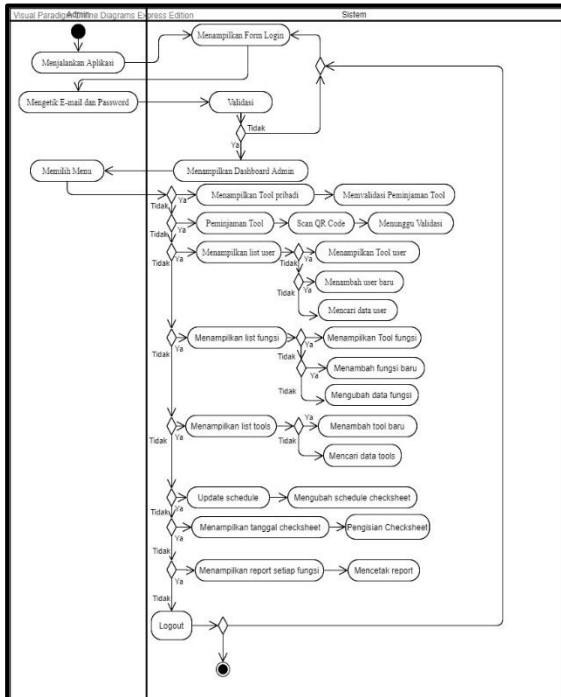 Visual Paradigm Online Diagrams Express Edition
Admin
Sistem
Menjalankan Aplikasi
Menampilkan Form Login
Mengetik E-mail dan Password
Validasi
Tidak
Ya
Memilih Menu
Menampilkan Dashboard Admin
Ya
Menampilkan Tool pribadi
Memvalidasi Peminjaman Tool
Tidak
Ya
Peminjaman Tool
Scan QR Code
Menunggu Validasi
Tidak
Ya
Menampilkan list user
Ya
Menampilkan Tool user
Tidak
Tidak
Ya
Menambah user baru
Mencari data user
Tidak
Ya
Menampilkan list fungsi
Ya
Menampilkan Tool fungsi
Tidak
Tidak
Ya
Menambah fungsi baru
Tidak
Mengubah data fungsi
Ya
Menampilkan list tools
Ya
Menambah tool baru
Tidak
Tidak
Mencari data tools
Ya
Update schedule
Mengubah schedule checksheet
Tidak
Ya
Menampilkan tanggal checksheet
Pengisian Checksheet
Tidak
Ya
Menampilkan report setiap fungsi
Mencetak report
Tidak
Logout